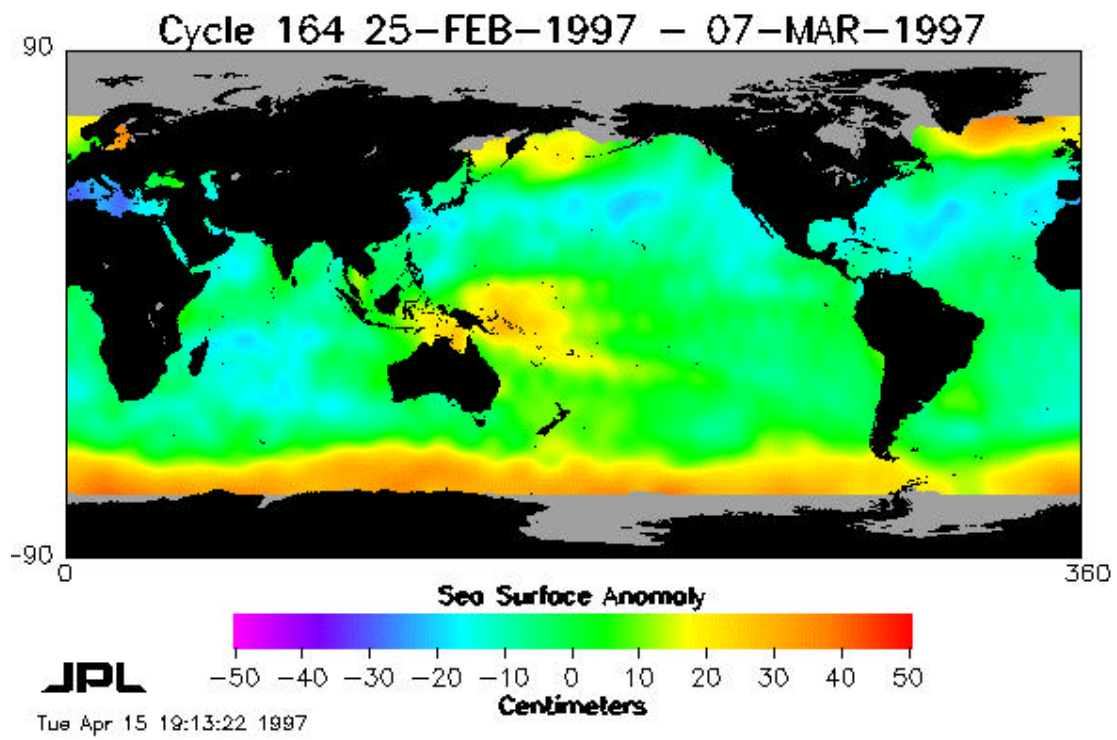 Cycle 164 25-FEB-1997 - 07-MAR-1997
90
-90
0 360
Sea Surface Anomaly
-50 -40 -30 -20 -10 0 10 20 30 40 50
Centimeters
JPL
Tue Apr 15 19:13:22 1997